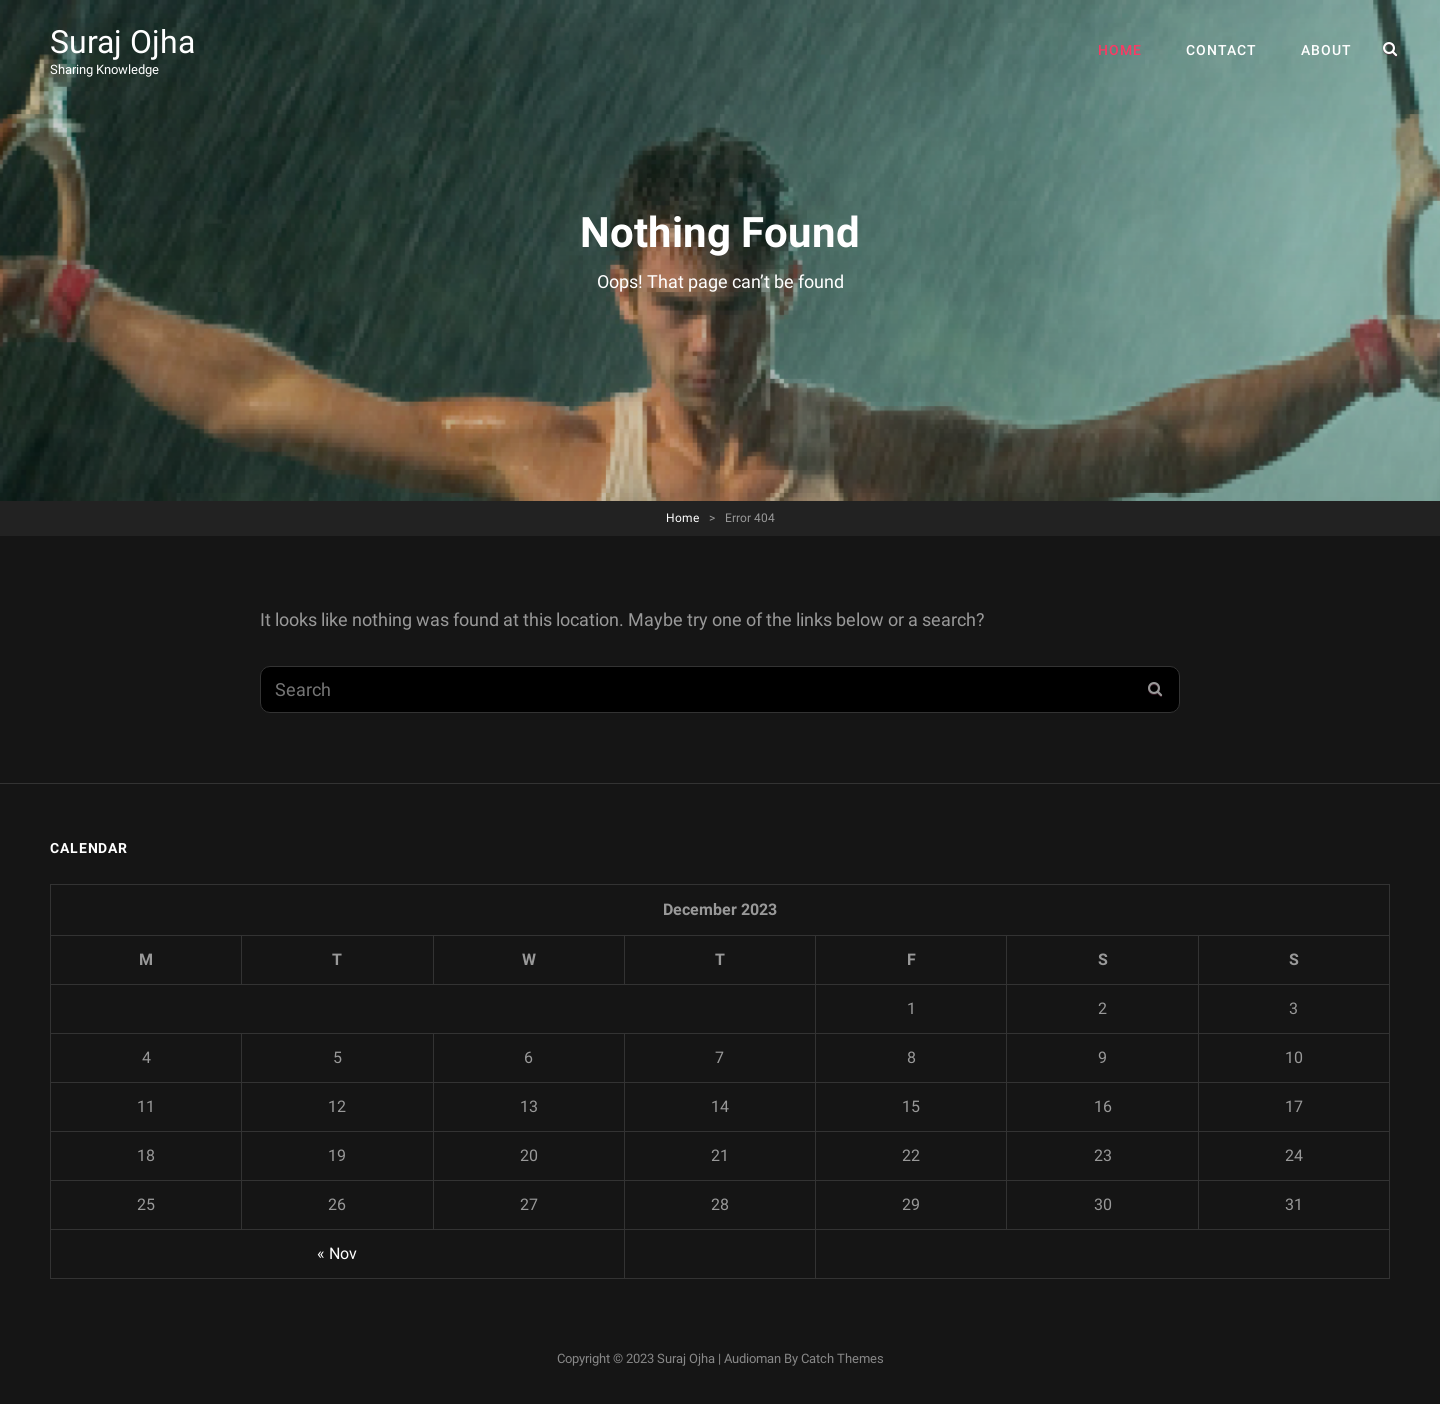 Suraj Ojha
Sharing Knowledge
HOME CONTACT ABOUT
Nothing Found
Oops! That page can’t be found
Home > Error 404
It looks like nothing was found at this location. Maybe try one of the links below or a search?
Search
CALENDAR
December 2023
M T W T F S S
1 2 3
4 5 6 7 8 9 10
11 12 13 14 15 16 17
18 19 20 21 22 23 24
25 26 27 28 29 30 31
« Nov
Copyright © 2023 Suraj Ojha | Audioman By Catch Themes